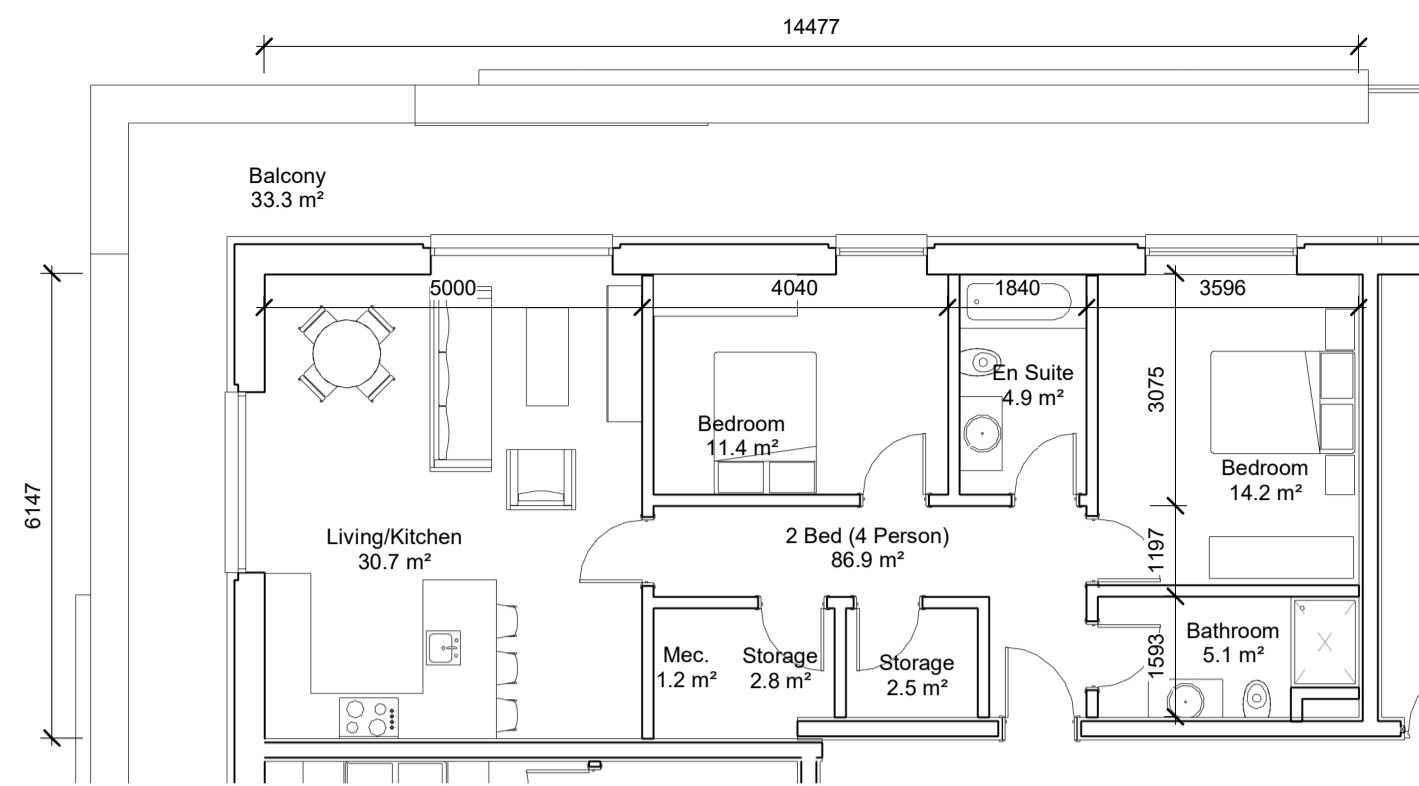 14477
Balcony
33.3 m²
5000
4040
1840
3596
En Suite
4.9 m²
3075
Bedroom
11.4 m²
Bedroom
14.2 m²
6147
Living/Kitchen
30.7 m²
2 Bed (4 Person)
86.9 m²
1197
Mec.
1.2 m²
Storage
2.8 m²
Storage
2.5 m²
1593
Bathroom
5.1 m²